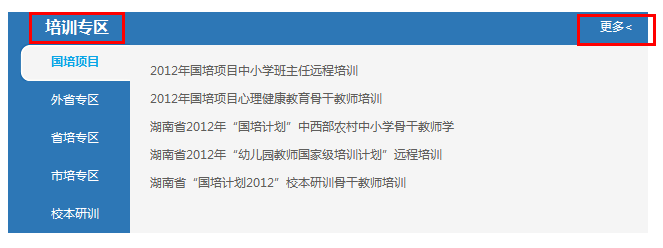 培训专区
更多<
国培项目
外省专区
省培专区
市培专区
校本研训
2012年国培项目中小学班主任远程培训
2012年国培项目心理健康教育骨干教师培训
湖南省2012年“国培计划”中西部农村中小学骨干教师学
湖南省2012年“幼儿园教师国家级培训计划”远程培训
湖南省“国培计划2012”校本研训骨干教师培训